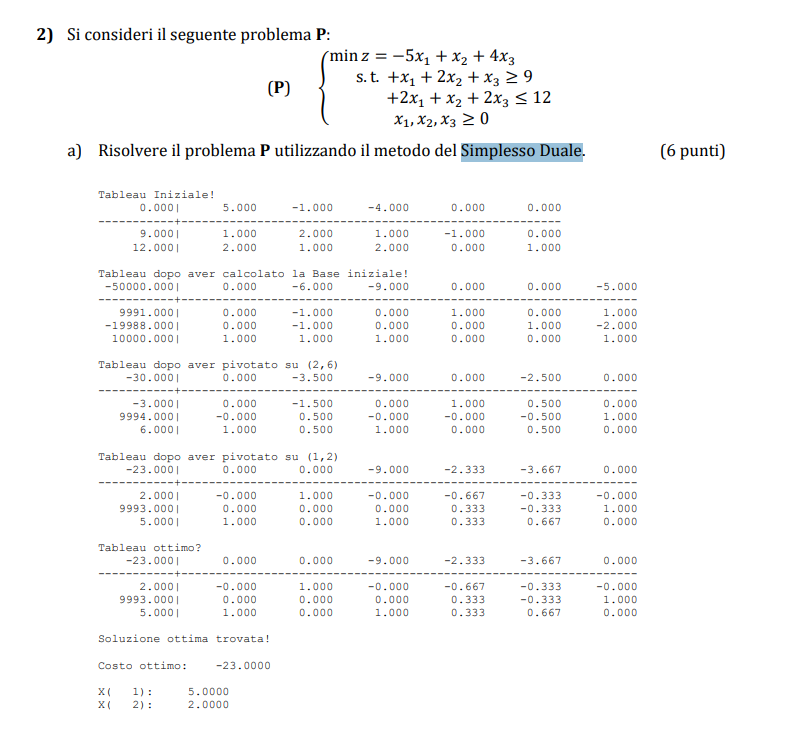 2) Si consideri il seguente problema P:
(P) { min z = −5x₁ + x₂ + 4x₃
s. t. +x₁ + 2x₂ + x₃ ≥ 9
+2x₁ + x₂ + 2x₃ ≤ 12
x₁, x₂, x₃ ≥ 0
a) Risolvere il problema P utilizzando il metodo del Simplesso Duale. (6 punti)
Tableau Iniziale!
0.000| 5.000 -1.000 -4.000 0.000 0.000
-----------+--------------------------------------------------
9.000| 1.000 2.000 1.000 -1.000 0.000
12.000| 2.000 1.000 2.000 0.000 1.000
Tableau dopo aver calcolato la Base iniziale!
-50000.000| 0.000 -6.000 -9.000 0.000 0.000 -5.000
-----------+------------------------------------------------------------
9991.000| 0.000 -1.000 0.000 1.000 0.000 1.000
-19988.000| 0.000 -1.000 0.000 0.000 1.000 -2.000
10000.000| 1.000 1.000 1.000 0.000 0.000 1.000
Tableau dopo aver pivotato su (2,6)
-30.000| 0.000 -3.500 -9.000 0.000 -2.500 0.000
-----------+------------------------------------------------------------
-3.000| 0.000 -1.500 0.000 1.000 0.500 0.000
9994.000| -0.000 0.500 -0.000 -0.000 -0.500 1.000
6.000| 1.000 0.500 1.000 0.000 0.500 0.000
Tableau dopo aver pivotato su (1,2)
-23.000| 0.000 0.000 -9.000 -2.333 -3.667 0.000
-----------+------------------------------------------------------------
2.000| -0.000 1.000 -0.000 -0.667 -0.333 -0.000
9993.000| 0.000 0.000 0.000 0.333 -0.333 1.000
5.000| 1.000 0.000 1.000 0.333 0.667 0.000
Tableau ottimo?
-23.000| 0.000 0.000 -9.000 -2.333 -3.667 0.000
-----------+------------------------------------------------------------
2.000| -0.000 1.000 -0.000 -0.667 -0.333 -0.000
9993.000| 0.000 0.000 0.000 0.333 -0.333 1.000
5.000| 1.000 0.000 1.000 0.333 0.667 0.000
Soluzione ottima trovata!
Costo ottimo: -23.0000
X( 1): 5.0000
X( 2): 2.0000